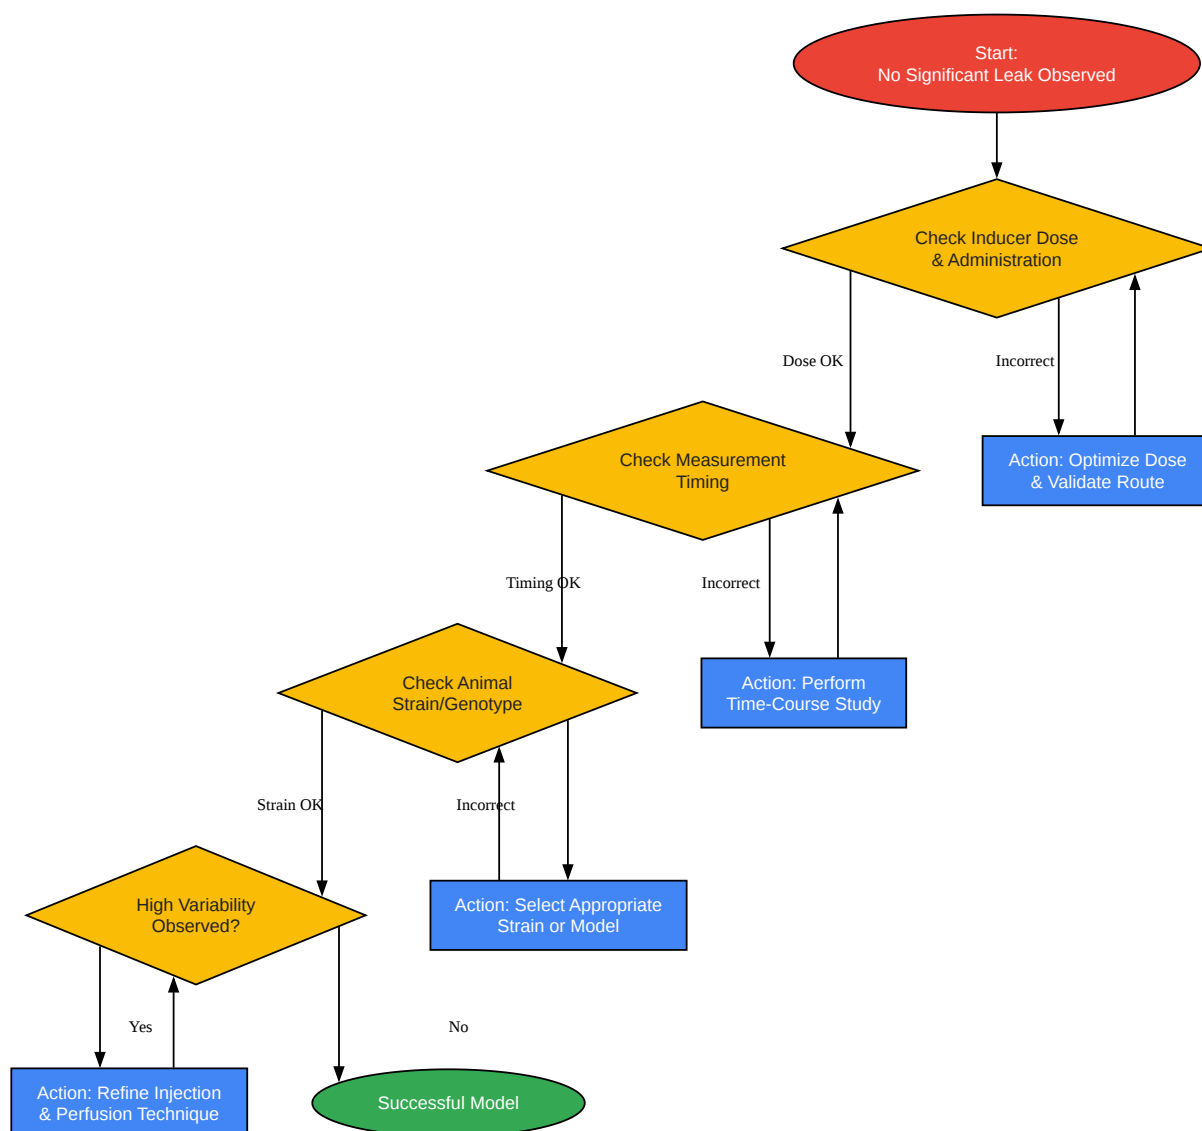 Start:
No Significant Leak Observed
Check Inducer Dose
& Administration
Dose OK
Incorrect
Check Measurement
Timing
Action: Optimize Dose
& Validate Route
Timing OK
Incorrect
Check Animal
Strain/Genotype
Action: Perform
Time-Course Study
Strain OK
Incorrect
High Variability
Observed?
Action: Select Appropriate
Strain or Model
Yes
No
Action: Refine Injection
& Perfusion Technique
Successful Model